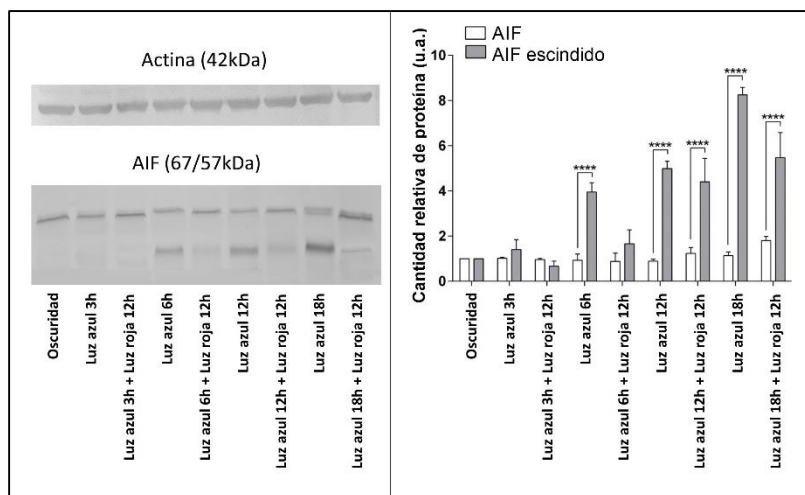 Actina (42kDa)
AIF (67/57kDa)
Oscuridad
Luz azul 3h
Luz azul 3h + Luz roja 12h
Luz azul 6h
Luz azul 6h + Luz roja 12h
Luz azul 12h
Luz azul 12h + Luz roja 12h
Luz azul 18h
Luz azul 18h + Luz roja 12h
AIF
AIF escindido
Cantidad relativa de proteína (u.a.)
10
8
6
4
2
0
****
****
****
****
****
Oscuridad
Luz azul 3h
Luz azul 3h + Luz roja 12h
Luz azul 6h
Luz azul 6h + Luz roja 12h
Luz azul 12h
Luz azul 12h + Luz roja 12h
Luz azul 18h
Luz azul 18h + Luz roja 12h